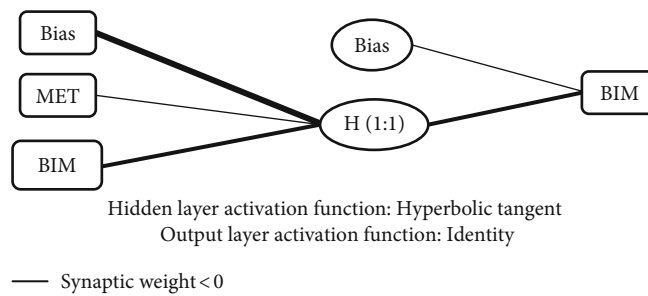 Bias
MET
BIM
Bias
H (1:1)
BIM
Hidden layer activation function: Hyperbolic tangent
Output layer activation function: Identity
Synaptic weight < 0